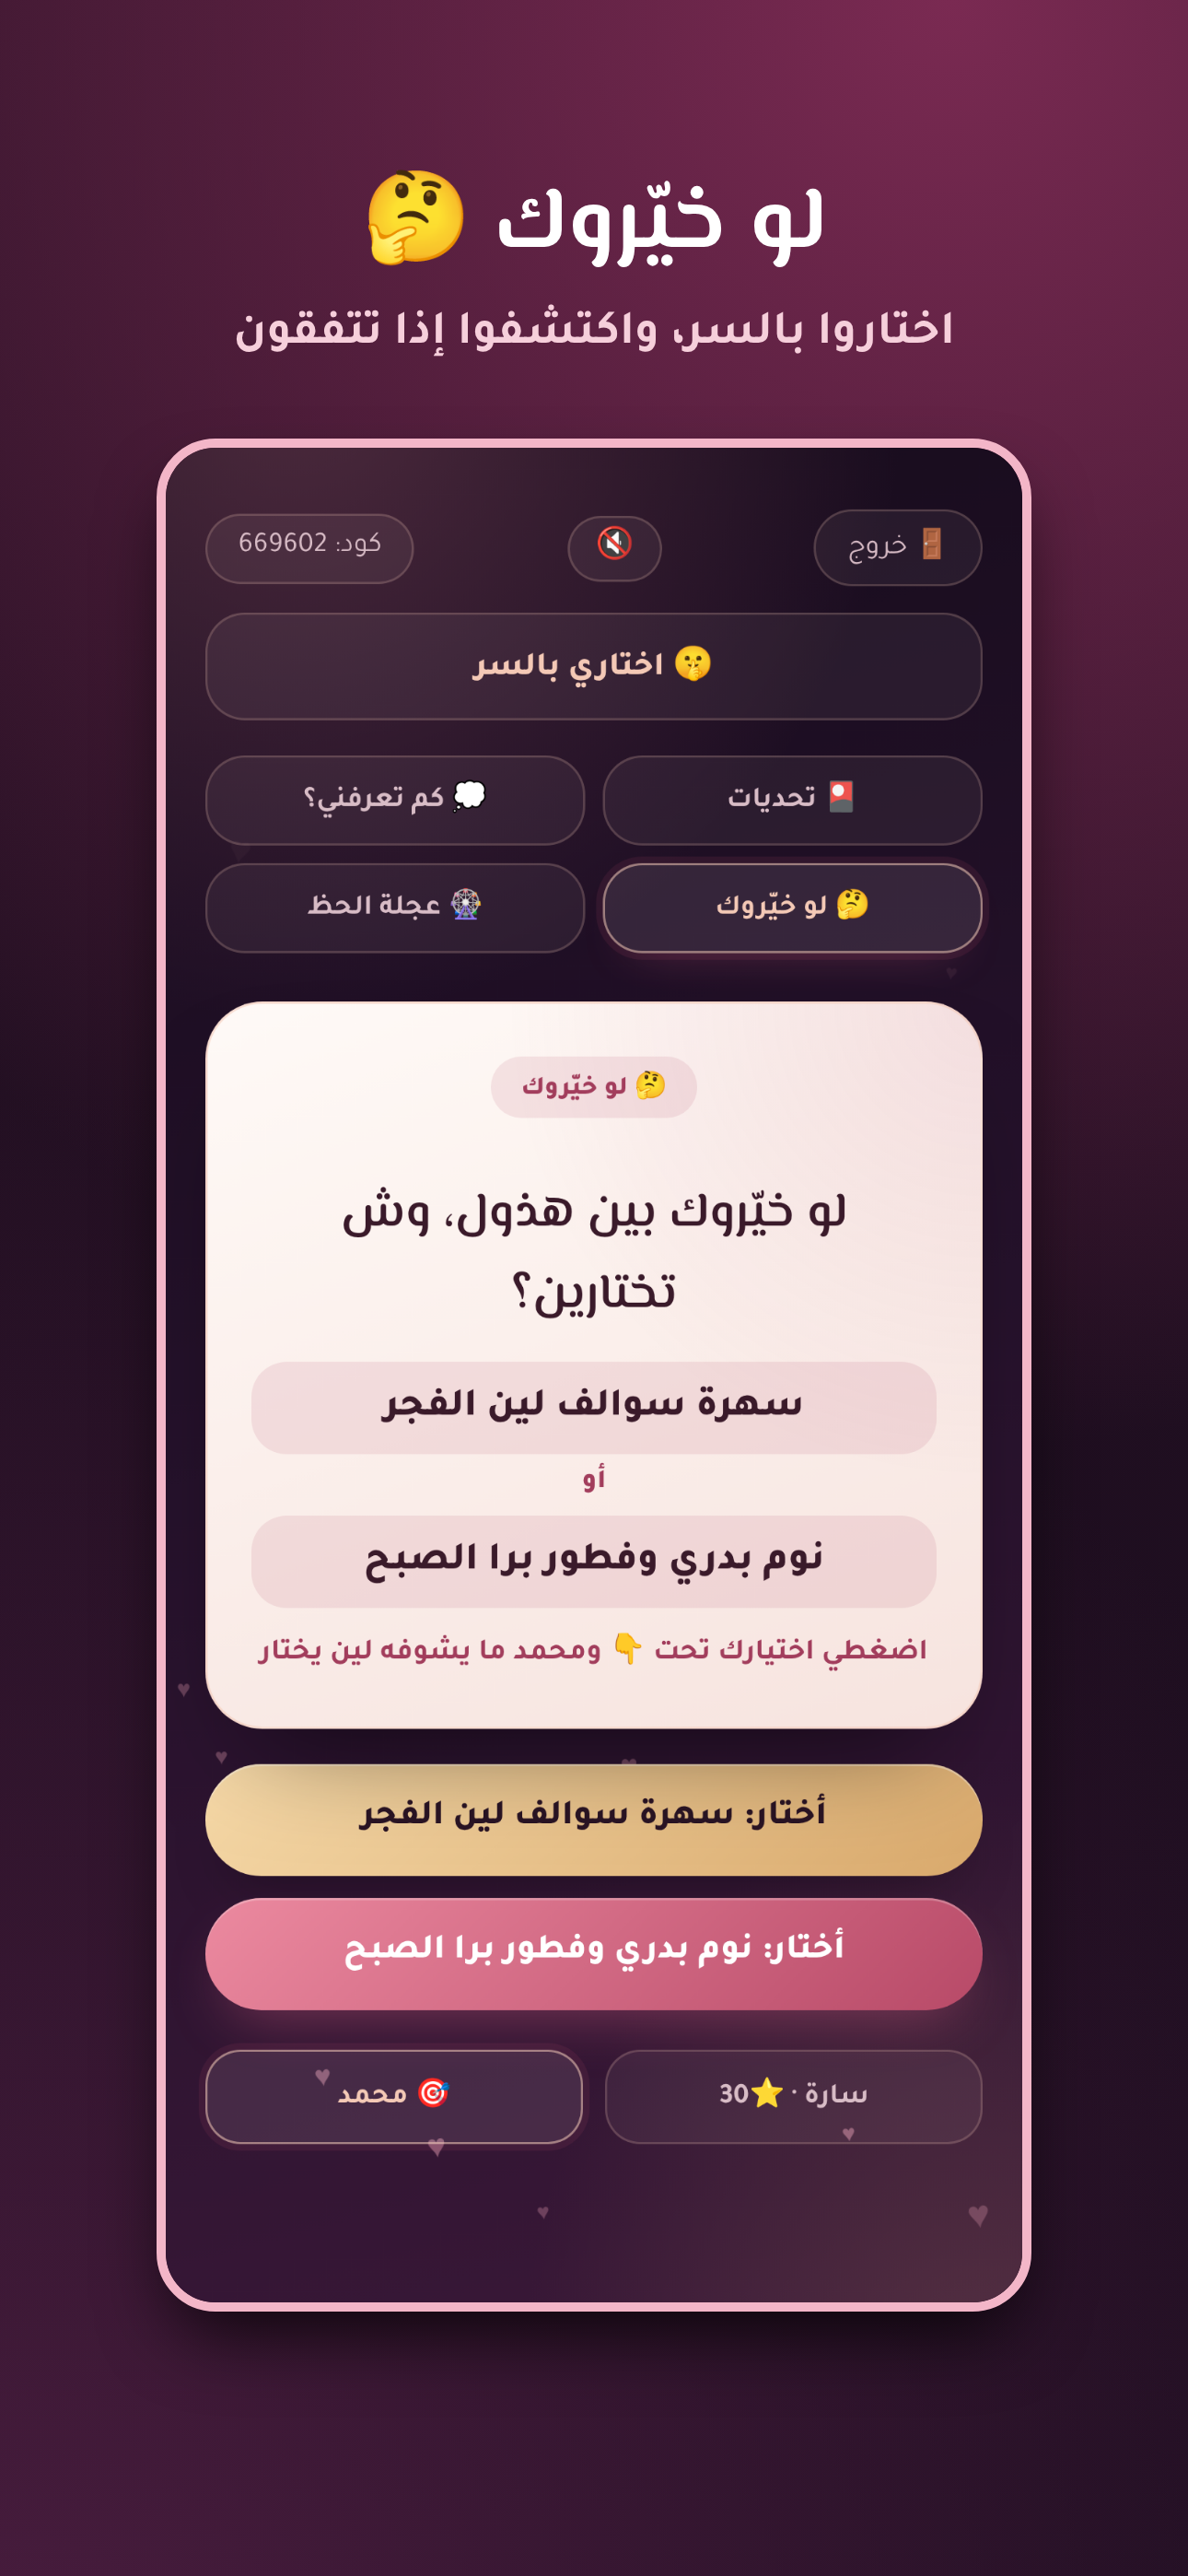 لو خيّروك 🤔
اختاروا بالسر، واكتشفوا إذا تتفقون
🚪 خروج
🔇
كود: 669602
🤫 اختاري بالسر
🎴 تحديات
💭 كم تعرفني؟
🤔 لو خيّروك
🎡 عجلة الحظ
🤔 لو خيّروك
لو خيّروك بين هذول، وش
تختارين؟
سهرة سوالف لين الفجر
أو
نوم بدري وفطور برا الصبح
اضغطي اختيارك تحت 👇 ومحمد ما يشوفه لين يختار
أختار: سهرة سوالف لين الفجر
أختار: نوم بدري وفطور برا الصبح
سارة · ⭐30
🎯 محمد